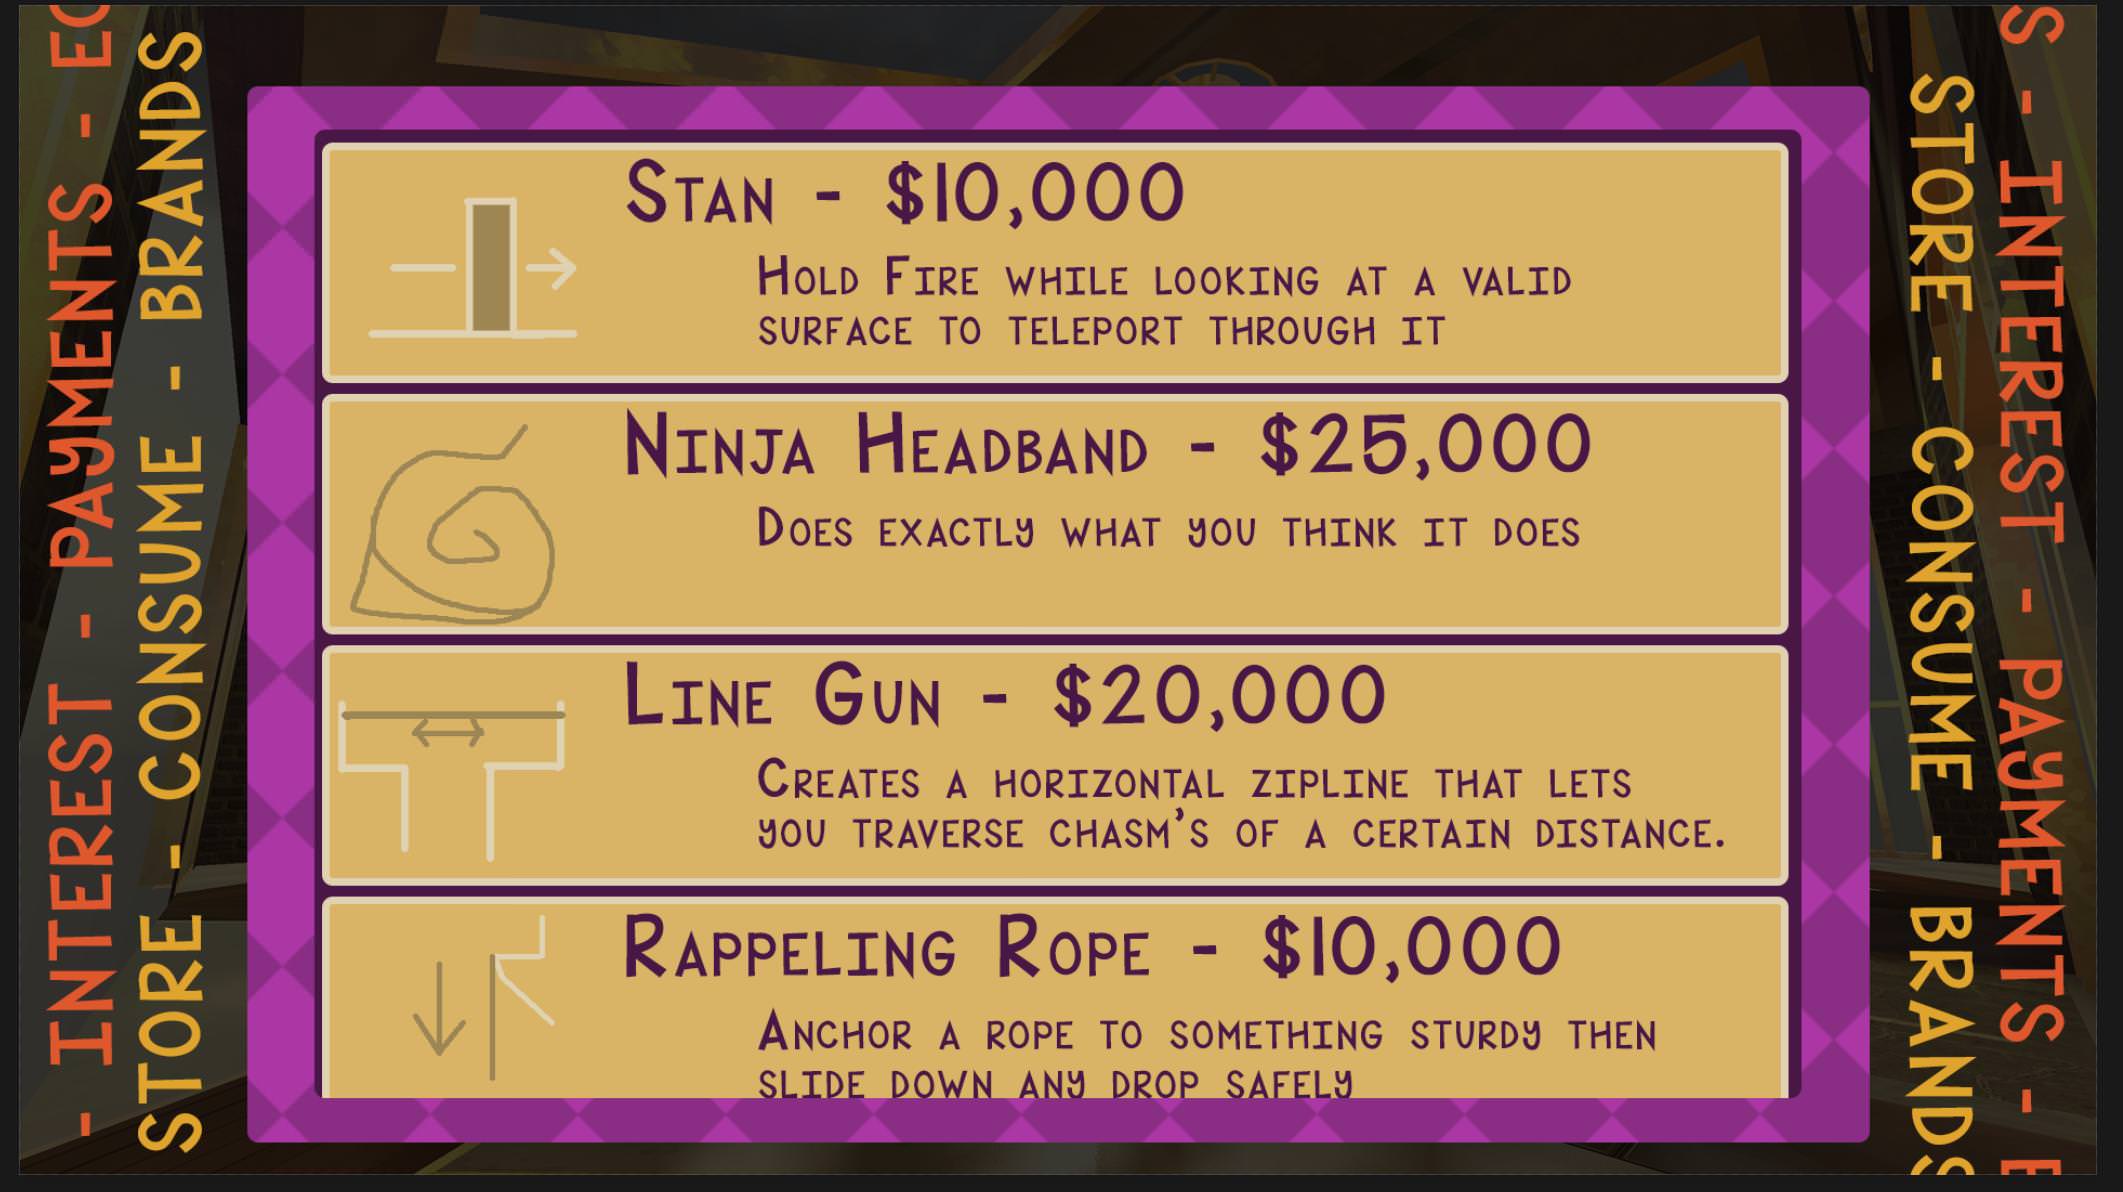 - INTEREST - PAYMENTS -
STORE - CONSUME - BRANDS
Stan - $10,000
Hold Fire while looking at a valid
surface to teleport through it
Ninja Headband - $25,000
Does exactly what you think it does
Line Gun - $20,000
Creates a horizontal zipline that lets
you traverse chasm's of a certain distance.
Rappeling Rope - $10,000
Anchor a rope to something sturdy then
slide down any drop safely
STORE - CONSUME - BRANDS
- INTEREST - PAYMENTS -